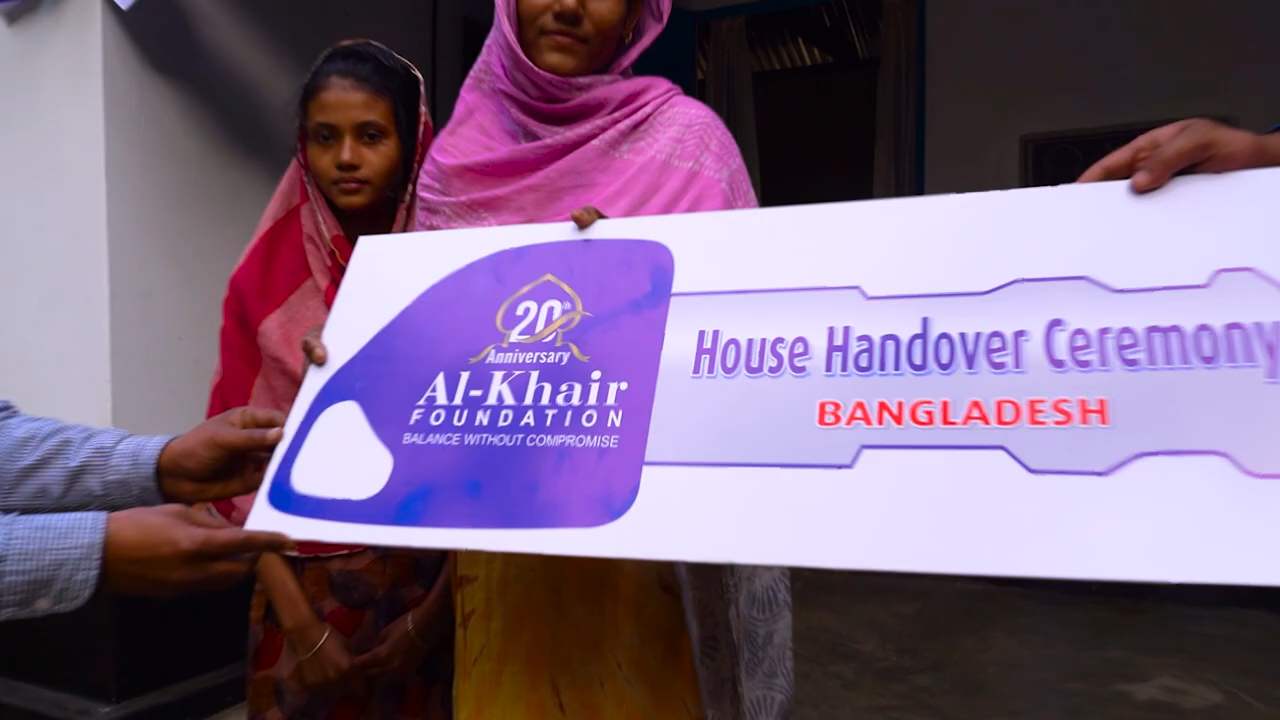 20th
Anniversary
Al-Khair
FOUNDATION
BALANCE WITHOUT COMPROMISE
House Handover Ceremony
BANGLADESH